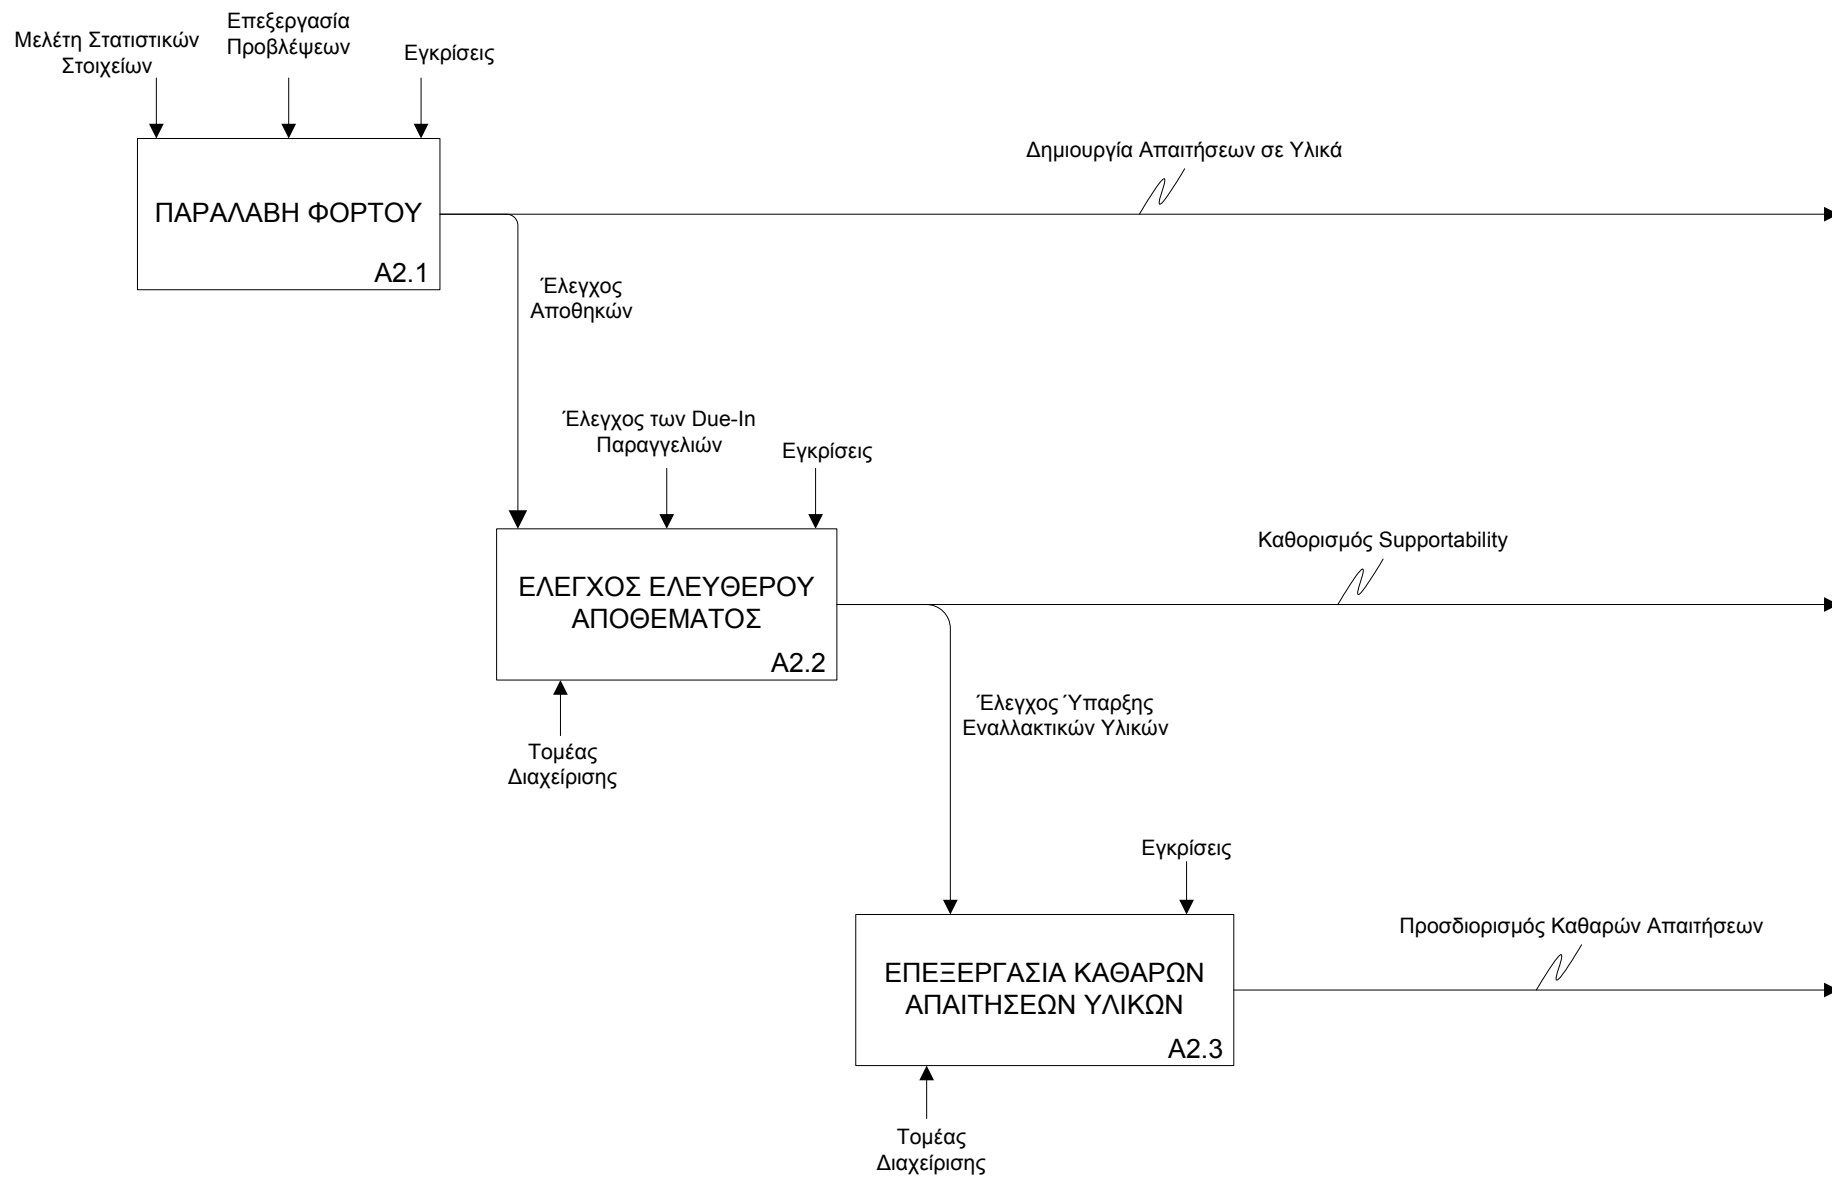 Μελέτη Στατιστικών
Στοιχείων
Επεξεργασία
Προβλέψεων
Εγκρίσεις
ΠΑΡΑΛΑΒΗ ΦΟΡΤΟΥ
A2.1
Δημιουργία Απαιτήσεων σε Υλικά
Έλεγχος
Αποθηκών
Έλεγχος των Due-In
Παραγγελιών
Εγκρίσεις
ΕΛΕΓΧΟΣ ΕΛΕΥΘΕΡΟΥ
ΑΠΟΘΕΜΑΤΟΣ
A2.2
Καθορισμός Supportability
Τομέας
Διαχείρισης
Έλεγχος Ύπαρξης
Εναλλακτικών Υλικών
Εγκρίσεις
ΕΠΕΞΕΡΓΑΣΙΑ ΚΑΘΑΡΩΝ
ΑΠΑΙΤΗΣΕΩΝ ΥΛΙΚΩΝ
A2.3
Προσδιορισμός Καθαρών Απαιτήσεων
Τομέας
Διαχείρισης